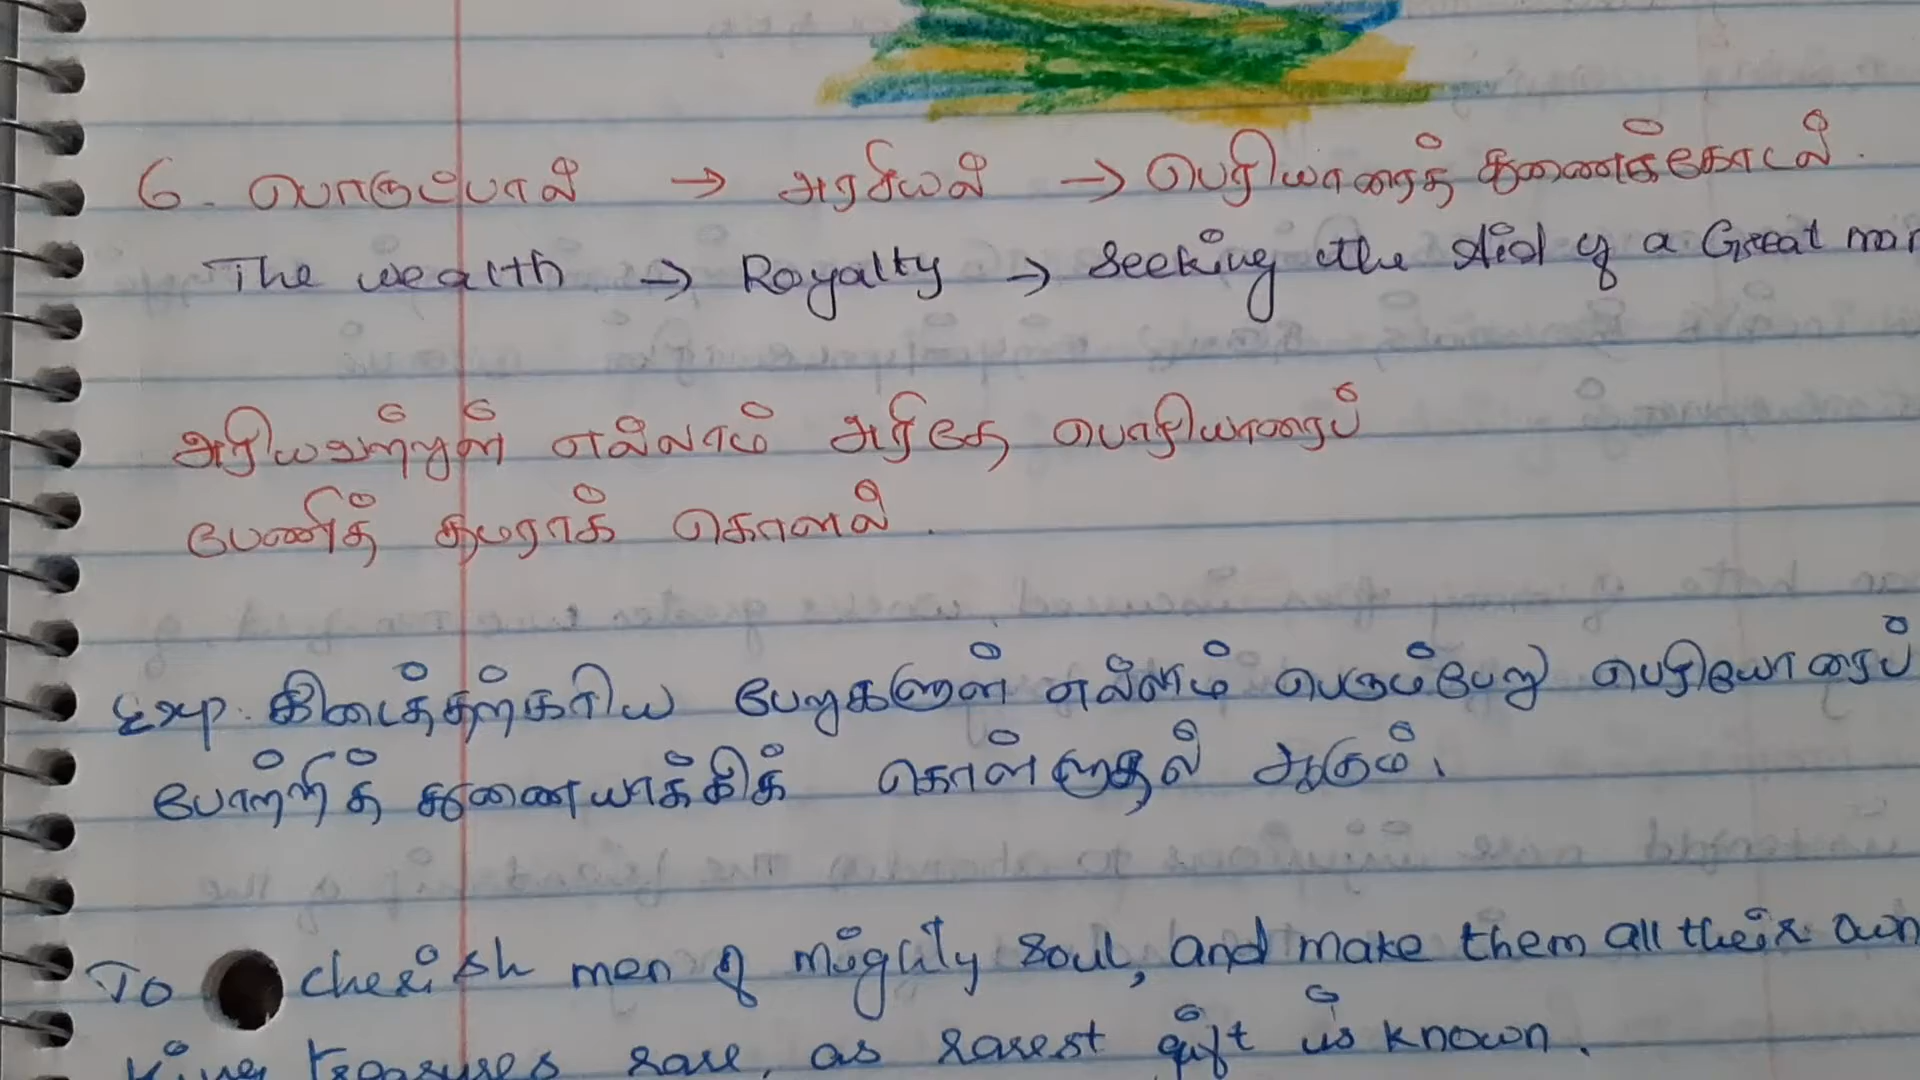 6. பொருட்பால் → அரசியல் → பெரியாரைத் துணைக்கோடல்.
The wealth → Royalty → Seeking the Aid of a Great
அரியவற்றுள் எல்லாம் அரிதே பெரியாரைப்
பேணித் தமராக் கொளல்.
Exp. கிடைத்தற்கரிய பேறுகளுள் எல்லாம் பெரும்பேறு பெரியோரைப்
போற்றித் துணையாக்கிக் கொள்ளுதல் ஆகும்.
To cherish men of mighty soul, and make them all their own
Kings treasures rare, as rarest gift is known.